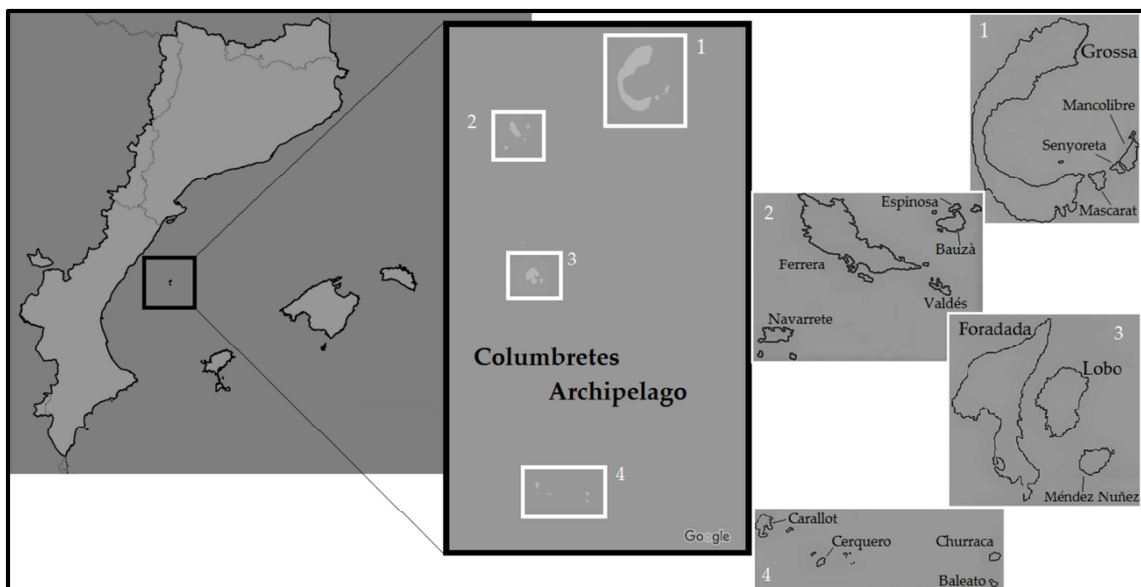 1
2
3
Columbretes
Archipelago
4
Google
1
Grossa
Mancolibre
Senyoreta
Mascarat
2
Espinosa
Bauzà
Ferrera
Valdés
Navarrete
Foradada
3
Lobo
Méndez Nuñez
Carallot
Cerquero
Churraca
4
Baleato